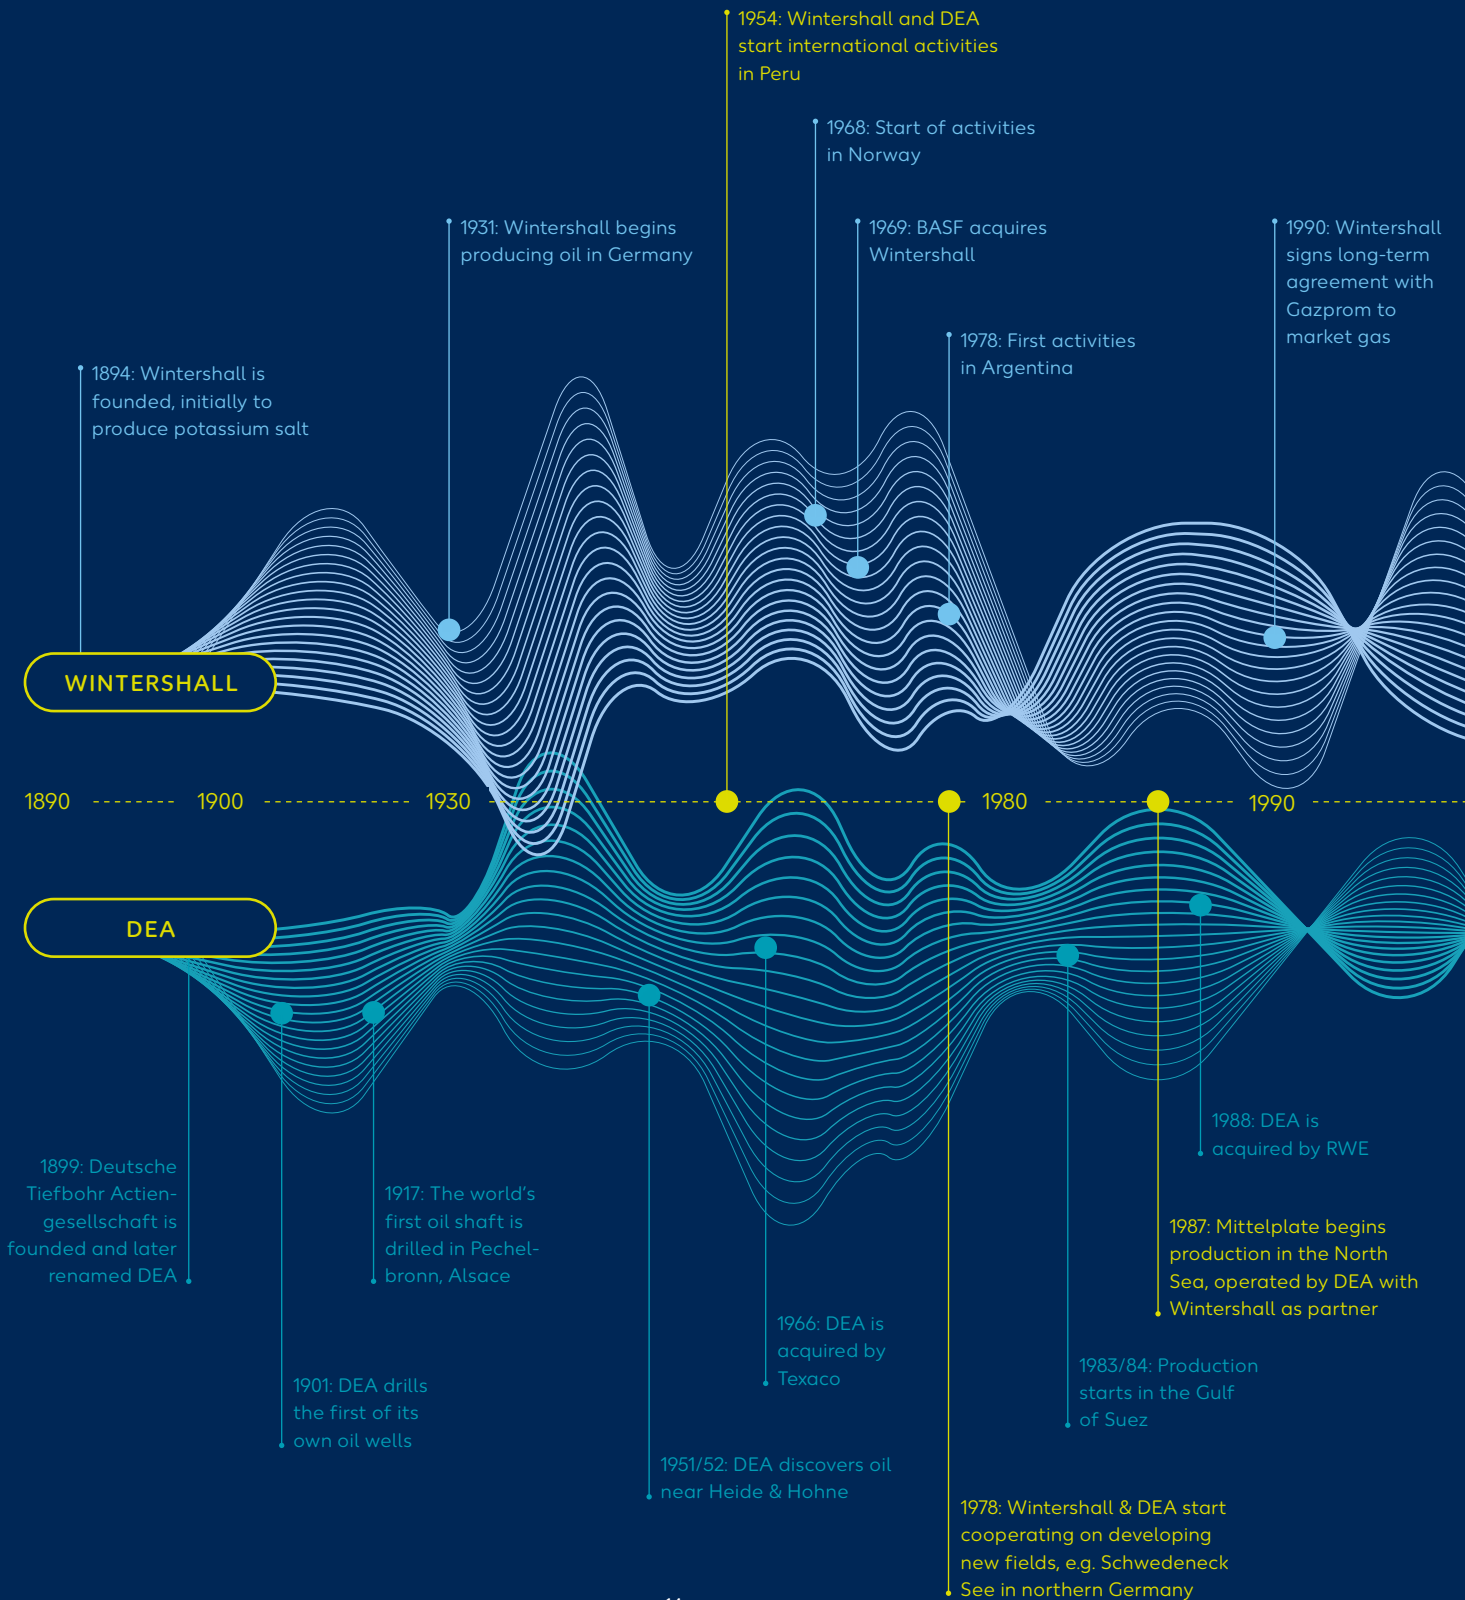 1954: Wintershall and DEA
start international activities
in Peru
1968: Start of activities
in Norway
1931: Wintershall begins
producing oil in Germany
1969: BASF acquires
Wintershall
1990: Wintershall
signs long-term
agreement with
Gazprom to
market gas
1978: First activities
in Argentina
1894: Wintershall is
founded, initially to
produce potassium salt
WINTERSHALL
1890
1900
1930
1980
1990
DEA
1899: Deutsche
Tiefbohr Actien-
gesellschaft is
founded and later
renamed DEA
1917: The world's
first oil shaft is
drilled in Pechel-
bronn, Alsace
1988: DEA is
acquired by RWE
1987: Mittelplate begins
production in the North
Sea, operated by DEA with
Wintershall as partner
1966: DEA is
acquired by
Texaco
1983/84: Production
starts in the Gulf
of Suez
1901: DEA drills
the first of its
own oil wells
1951/52: DEA discovers oil
near Heide & Hohne
1978: Wintershall & DEA start
cooperating on developing
new fields, e.g. Schwedeneck
See in northern Germany